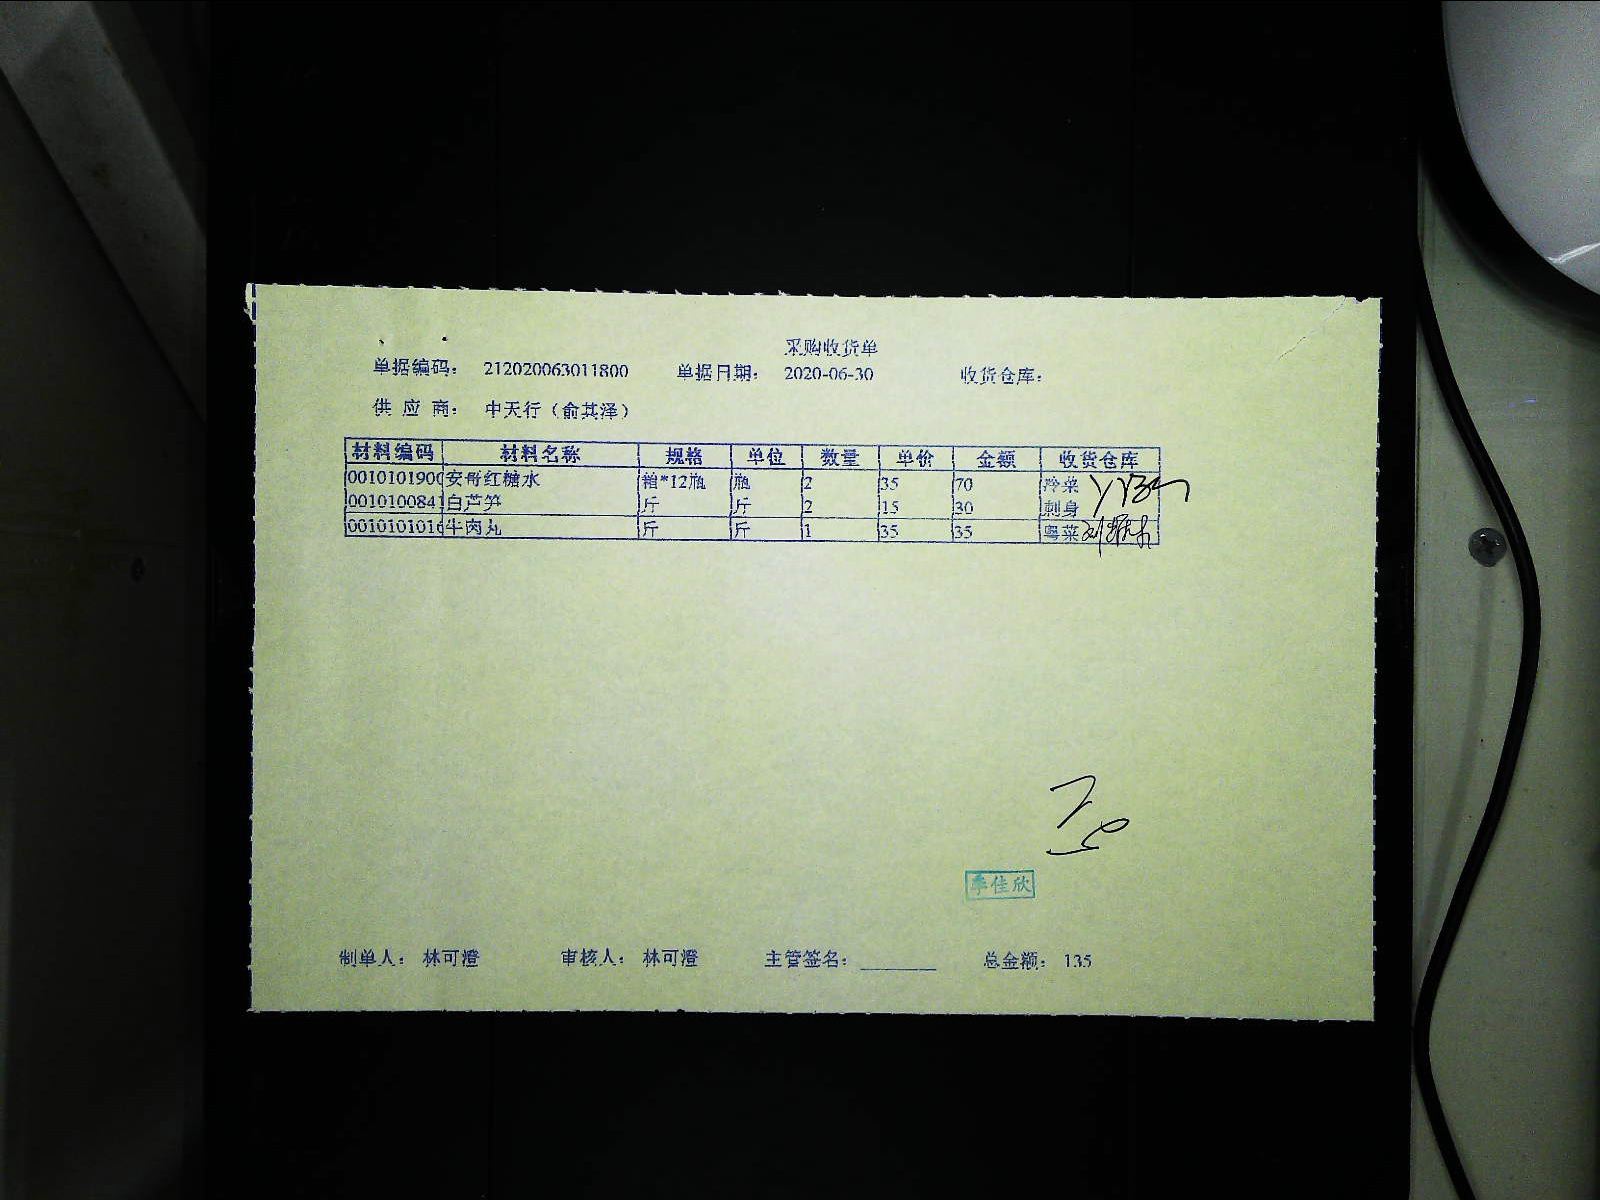 采购收货单
单据编码： 212020063011800 单据日期： 2020-06-30 收货仓库：
供 应 商： 中天行（俞其泽）
材料编码 材料名称 规格 单位 数量 单价 金额 收货仓库
0010101900 安哥红糖水 箱*12瓶 瓶 2 35 70 冷菜
001010084 白芦笋 斤 斤 2 15 30 刺身
0010101016 牛肉丸 斤 斤 1 35 35 粤菜
季佳欣
制单人： 林可澄 审核人： 林可澄 主管签名： 总金额： 135